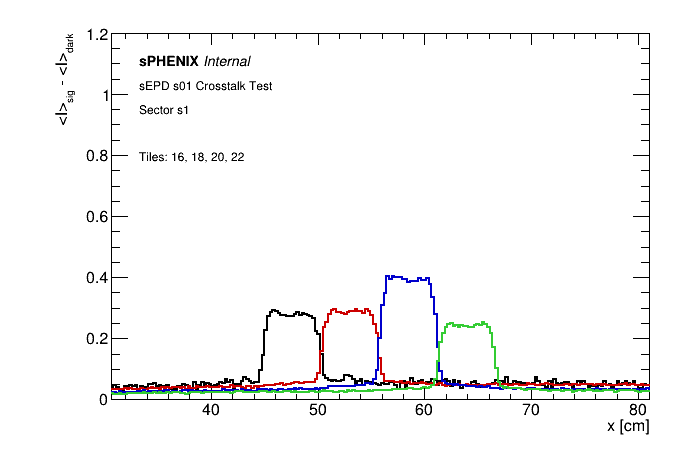 1.2
<I>sig - <I>dark
sPHENIX Internal
sEPD s01 Crosstalk Test
1
Sector s1
0.8
Tiles: 16, 18, 20, 22
0.6
0.4
0.2
0
40 50 60 70 80
x [cm]